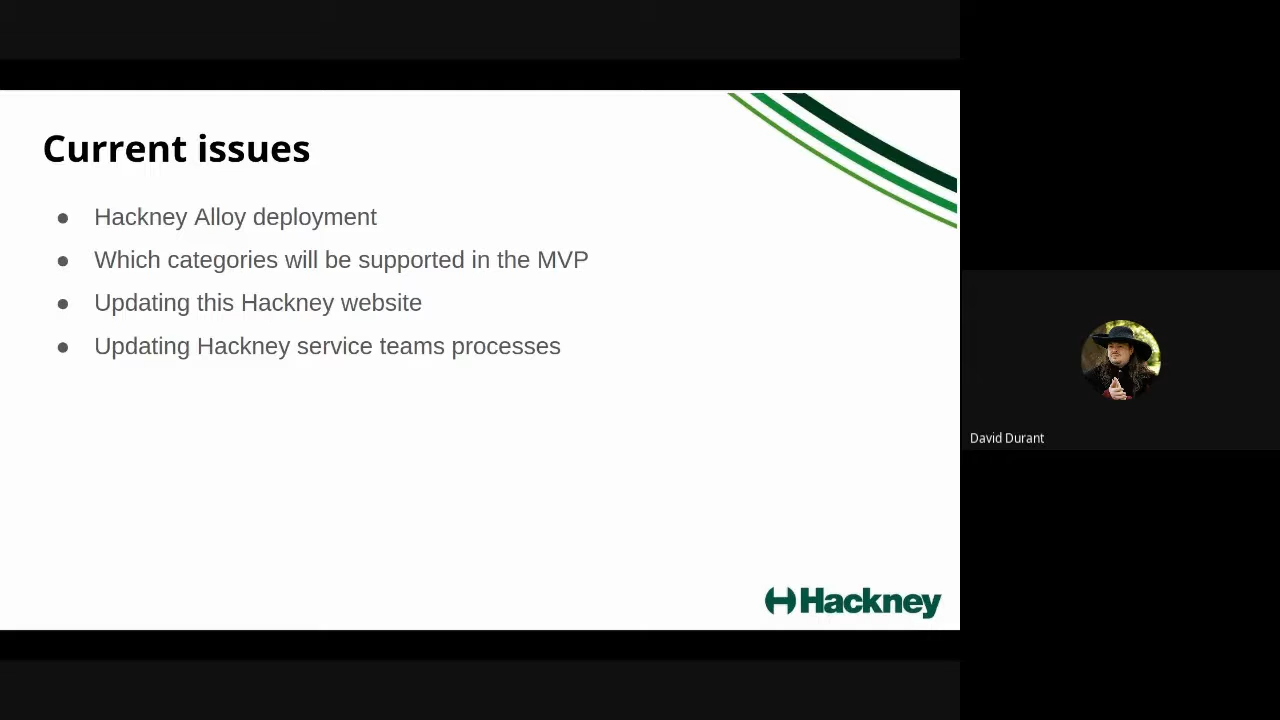 Current issues
● Hackney Alloy deployment
● Which categories will be supported in the MVP
● Updating this Hackney website
● Updating Hackney service teams processes
David Durant
Hackney